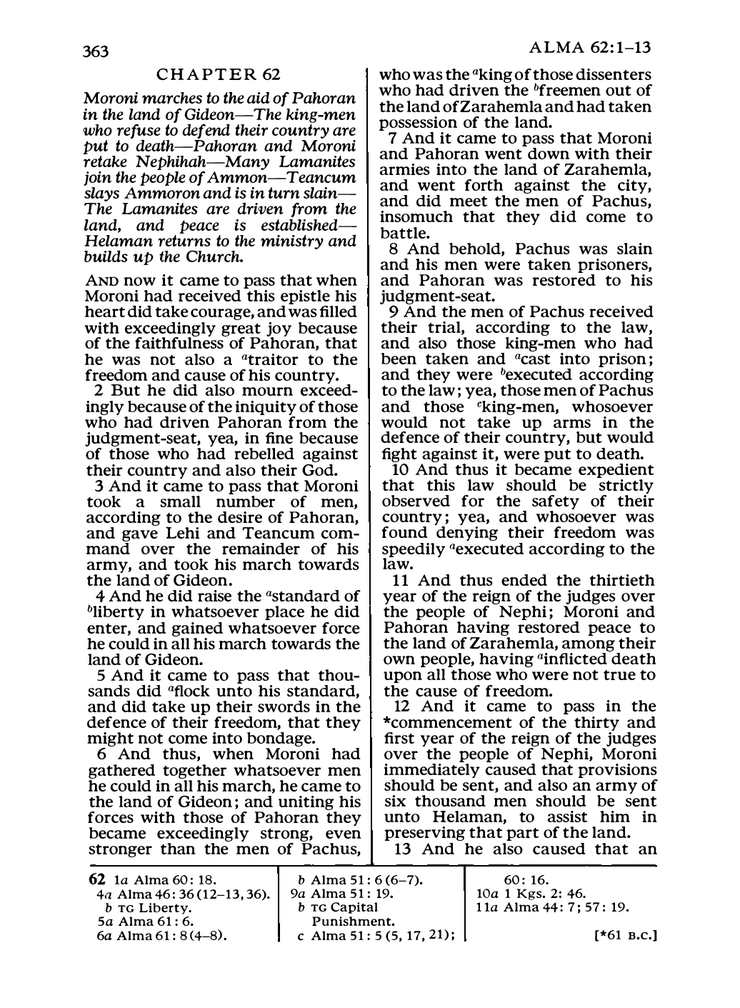 363
ALMA 62:1–13
CHAPTER 62
Moroni marches to the aid of Pahoran
in the land of Gideon—The king-men
who refuse to defend their country are
put to death—Pahoran and Moroni
retake Nephihah—Many Lamanites
join the people of Ammon—Teancum
slays Ammoron and is in turn slain—
The Lamanites are driven from the
land, and peace is established—
Helaman returns to the ministry and
builds up the Church.
AND now it came to pass that when
Moroni had received this epistle his
heart did take courage, and was filled
with exceedingly great joy because
of the faithfulness of Pahoran, that
he was not also a atraitor to the
freedom and cause of his country.
2 But he did also mourn exceed-
ingly because of the iniquity of those
who had driven Pahoran from the
judgment-seat, yea, in fine because
of those who had rebelled against
their country and also their God.
3 And it came to pass that Moroni
took a small number of men,
according to the desire of Pahoran,
and gave Lehi and Teancum com-
mand over the remainder of his
army, and took his march towards
the land of Gideon.
4 And he did raise the astandard of
bliberty in whatsoever place he did
enter, and gained whatsoever force
he could in all his march towards the
land of Gideon.
5 And it came to pass that thou-
sands did aflock unto his standard,
and did take up their swords in the
defence of their freedom, that they
might not come into bondage.
6 And thus, when Moroni had
gathered together whatsoever men
he could in all his march, he came to
the land of Gideon; and uniting his
forces with those of Pahoran they
became exceedingly strong, even
stronger than the men of Pachus,
who was the aking of those dissenters
who had driven the bfreemen out of
the land of Zarahemla and had taken
possession of the land.
7 And it came to pass that Moroni
and Pahoran went down with their
armies into the land of Zarahemla,
and went forth against the city,
and did meet the men of Pachus,
insomuch that they did come to
battle.
8 And behold, Pachus was slain
and his men were taken prisoners,
and Pahoran was restored to his
judgment-seat.
9 And the men of Pachus received
their trial, according to the law,
and also those king-men who had
been taken and acast into prison;
and they were bexecuted according
to the law; yea, those men of Pachus
and those cking-men, whosoever
would not take up arms in the
defence of their country, but would
fight against it, were put to death.
10 And thus it became expedient
that this law should be strictly
observed for the safety of their
country; yea, and whosoever was
found denying their freedom was
speedily aexecuted according to the
law.
11 And thus ended the thirtieth
year of the reign of the judges over
the people of Nephi; Moroni and
Pahoran having restored peace to
the land of Zarahemla, among their
own people, having ainflicted death
upon all those who were not true to
the cause of freedom.
12 And it came to pass in the
*commencement of the thirty and
first year of the reign of the judges
over the people of Nephi, Moroni
immediately caused that provisions
should be sent, and also an army of
six thousand men should be sent
unto Helaman, to assist him in
preserving that part of the land.
13 And he also caused that an
62 1a Alma 60: 18.
4a Alma 46: 36 (12–13, 36).
b TG Liberty.
5a Alma 61: 6.
6a Alma 61: 8 (4–8).
b Alma 51: 6 (6–7).
9a Alma 51: 19.
b TG Capital
Punishment.
c Alma 51: 5 (5, 17, 21);
60: 16.
10a 1 Kgs. 2: 46.
11a Alma 44: 7; 57: 19.
[*61 B.C.]